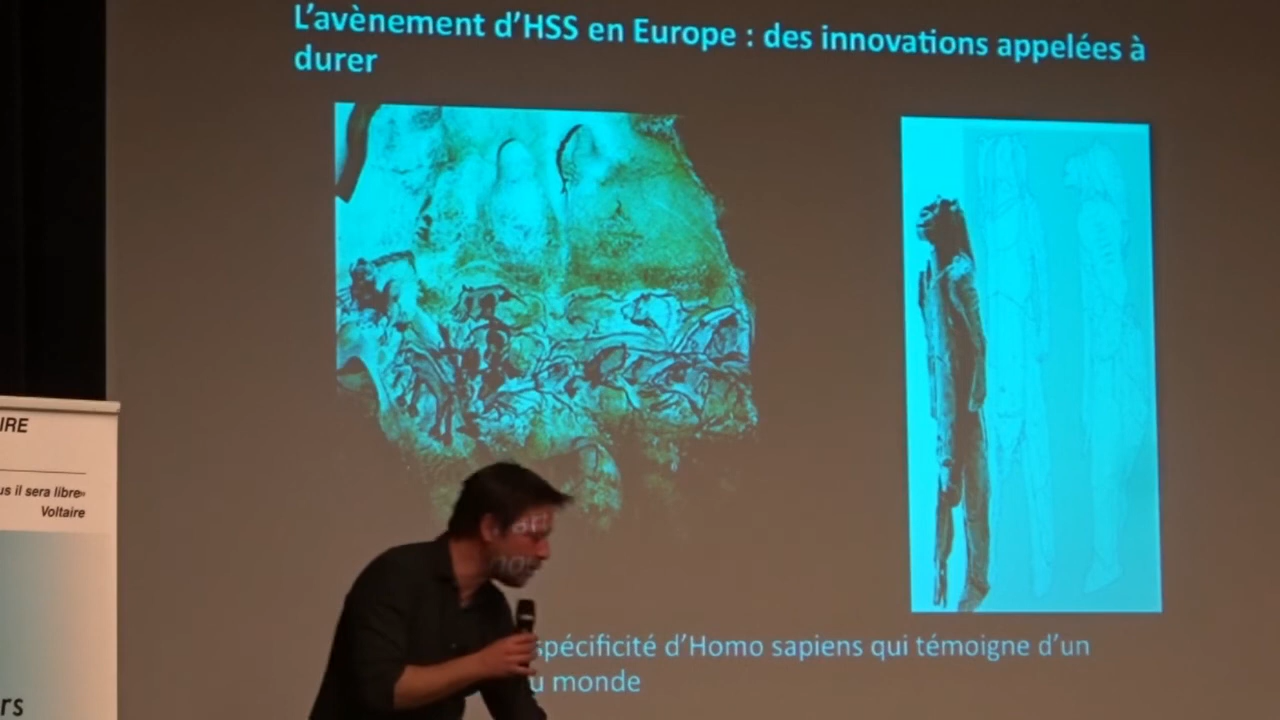 L'avènement d'HSS en Europe : des innovations appelées à
durer
spécificité d'Homo sapiens qui témoigne d'un
u monde
IRE
us il sera libre»
Voltaire
rs